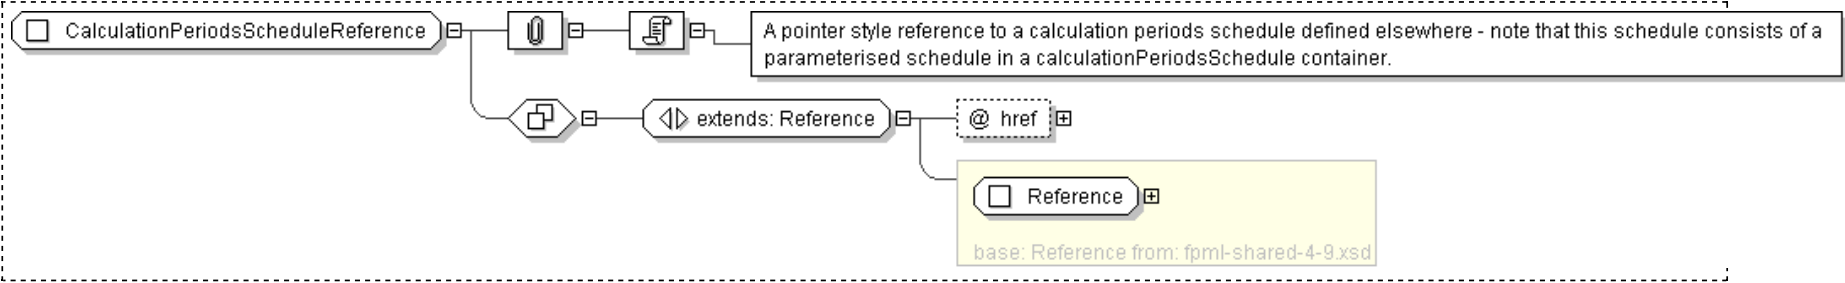 CalculationPeriodsScheduleReference
A pointer style reference to a calculation periods schedule defined elsewhere - note that this schedule consists of a
parameterised schedule in a calculationPeriodsSchedule container.
extends: Reference
@ href
Reference
base: Reference from: fpml-shared-4-9.xsd